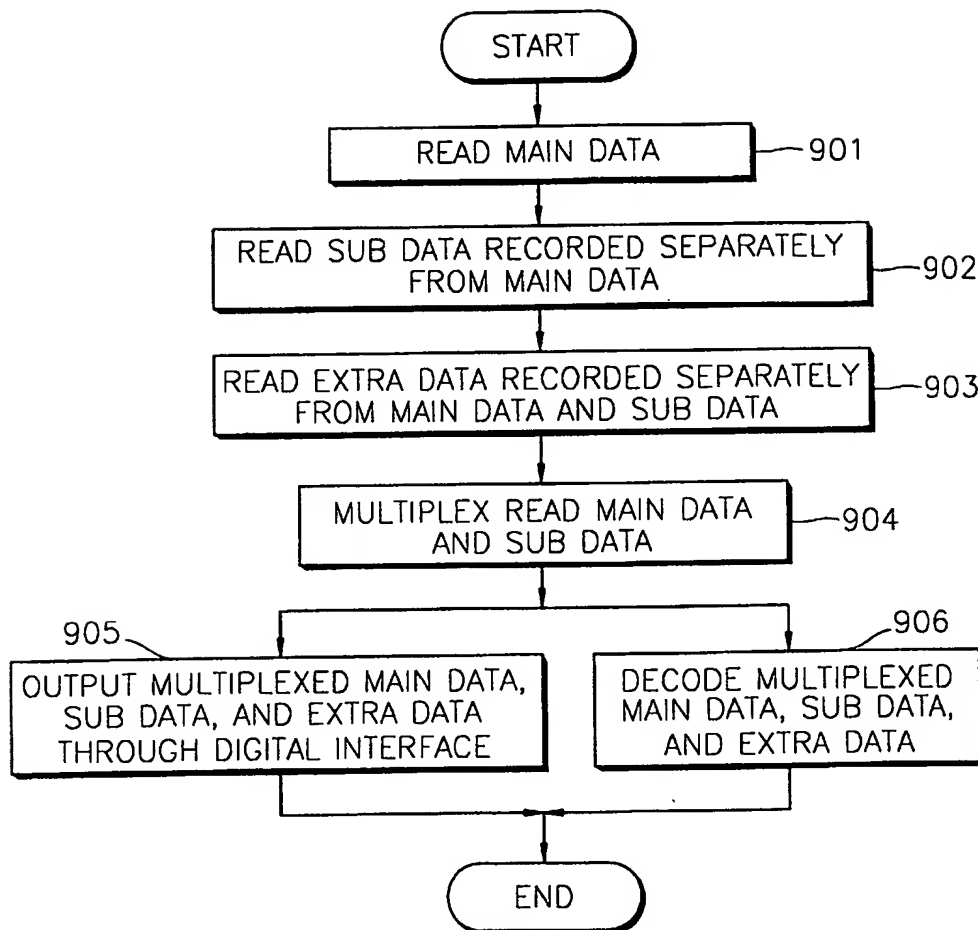 START
READ MAIN DATA
901
READ SUB DATA RECORDED SEPARATELY
FROM MAIN DATA
902
READ EXTRA DATA RECORDED SEPARATELY
FROM MAIN DATA AND SUB DATA
903
MULTIPLEX READ MAIN DATA
AND SUB DATA
904
905
OUTPUT MULTIPLEXED MAIN DATA,
SUB DATA, AND EXTRA DATA
THROUGH DIGITAL INTERFACE
906
DECODE MULTIPLEXED
MAIN DATA, SUB DATA,
AND EXTRA DATA
END